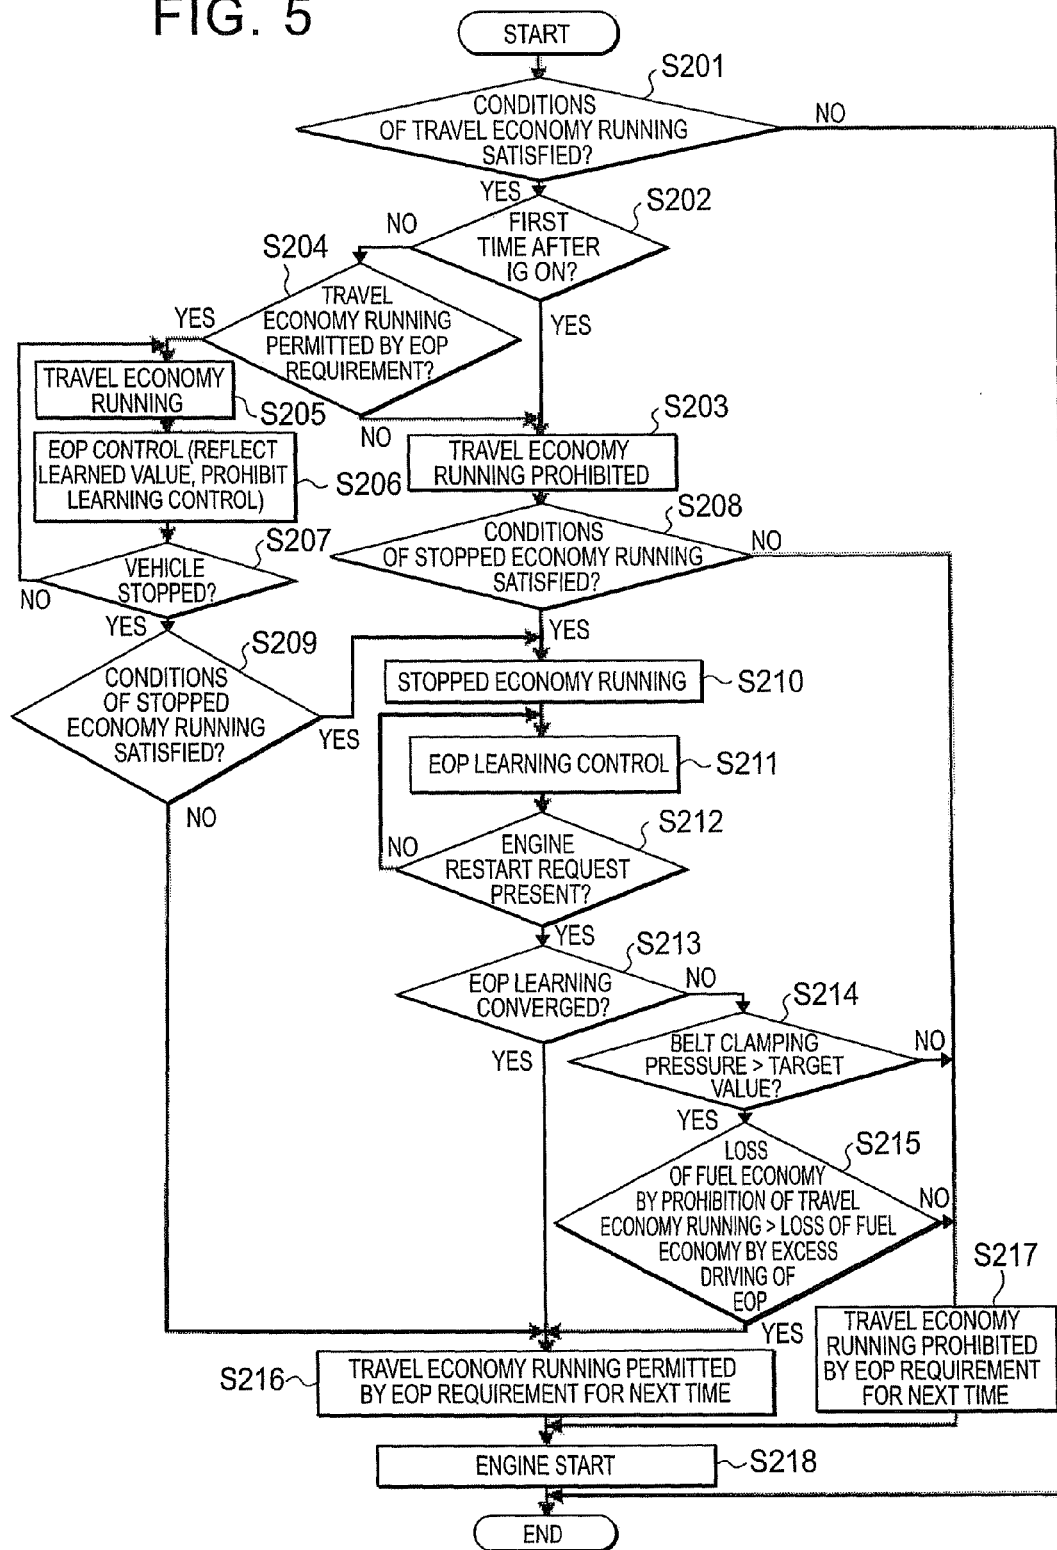 FIG. 5
START
S201
CONDITIONS
OF TRAVEL ECONOMY RUNNING
SATISFIED?
NO
YES
S202
FIRST
TIME AFTER
IG ON?
NO
YES
S204
TRAVEL
ECONOMY RUNNING
PERMITTED BY EOP
REQUIREMENT?
YES
NO
TRAVEL ECONOMY
RUNNING
S205
S203
TRAVEL ECONOMY
RUNNING PROHIBITED
EOP CONTROL (REFLECT
LEARNED VALUE, PROHIBIT
LEARNING CONTROL)
S206
S207
VEHICLE
STOPPED?
NO
YES
S208
CONDITIONS
OF STOPPED ECONOMY RUNNING
SATISFIED?
NO
YES
S209
CONDITIONS
OF STOPPED
ECONOMY RUNNING
SATISFIED?
YES
NO
STOPPED ECONOMY RUNNING
S210
EOP LEARNING CONTROL
S211
S212
ENGINE
RESTART REQUEST
PRESENT?
NO
YES
S213
EOP LEARNING
CONVERGED?
NO
YES
S214
BELT CLAMPING
PRESSURE > TARGET
VALUE?
NO
YES
S215
LOSS
OF FUEL ECONOMY
BY PROHIBITION OF TRAVEL
ECONOMY RUNNING > LOSS OF FUEL
ECONOMY BY EXCESS
DRIVING OF
EOP
NO
YES
S217
TRAVEL ECONOMY
RUNNING PROHIBITED
BY EOP REQUIREMENT
FOR NEXT TIME
S216
TRAVEL ECONOMY RUNNING PERMITTED
BY EOP REQUIREMENT FOR NEXT TIME
ENGINE START
S218
END